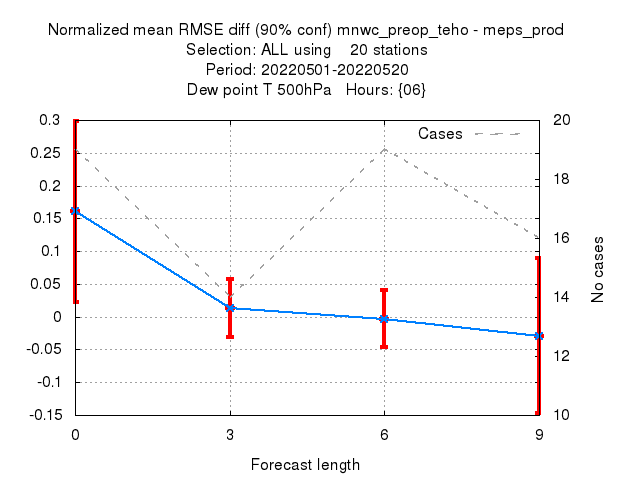 Normalized mean RMSE diff (90% conf) mnwc_preop_teho - meps_prod
Selection: ALL using    20 stations
Period: 20220501-20220520
Dew point T 500hPa   Hours: {06}
Cases
0.3
0.25
0.2
0.15
0.1
0.05
0
-0.05
-0.1
-0.15
20
18
16
14
12
10
No cases
0 3 6 9
Forecast length